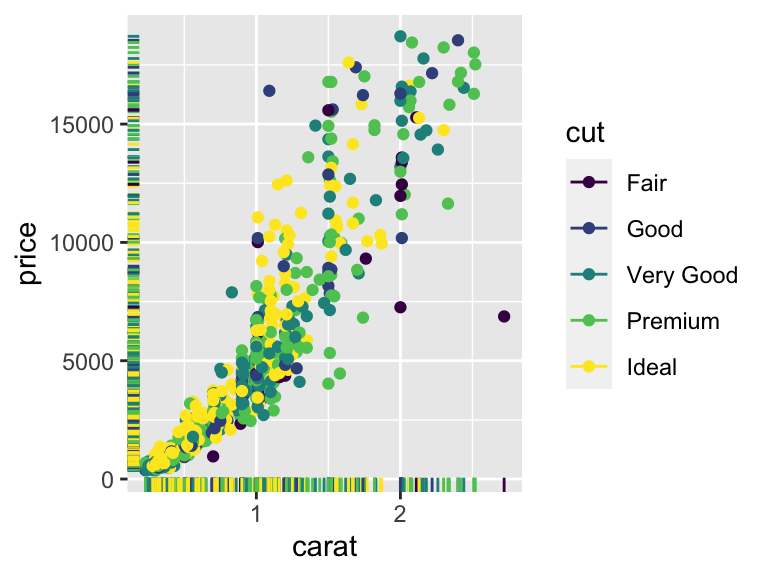 15000
10000
5000
0
price
1 2
carat
cut
Fair
Good
Very Good
Premium
Ideal